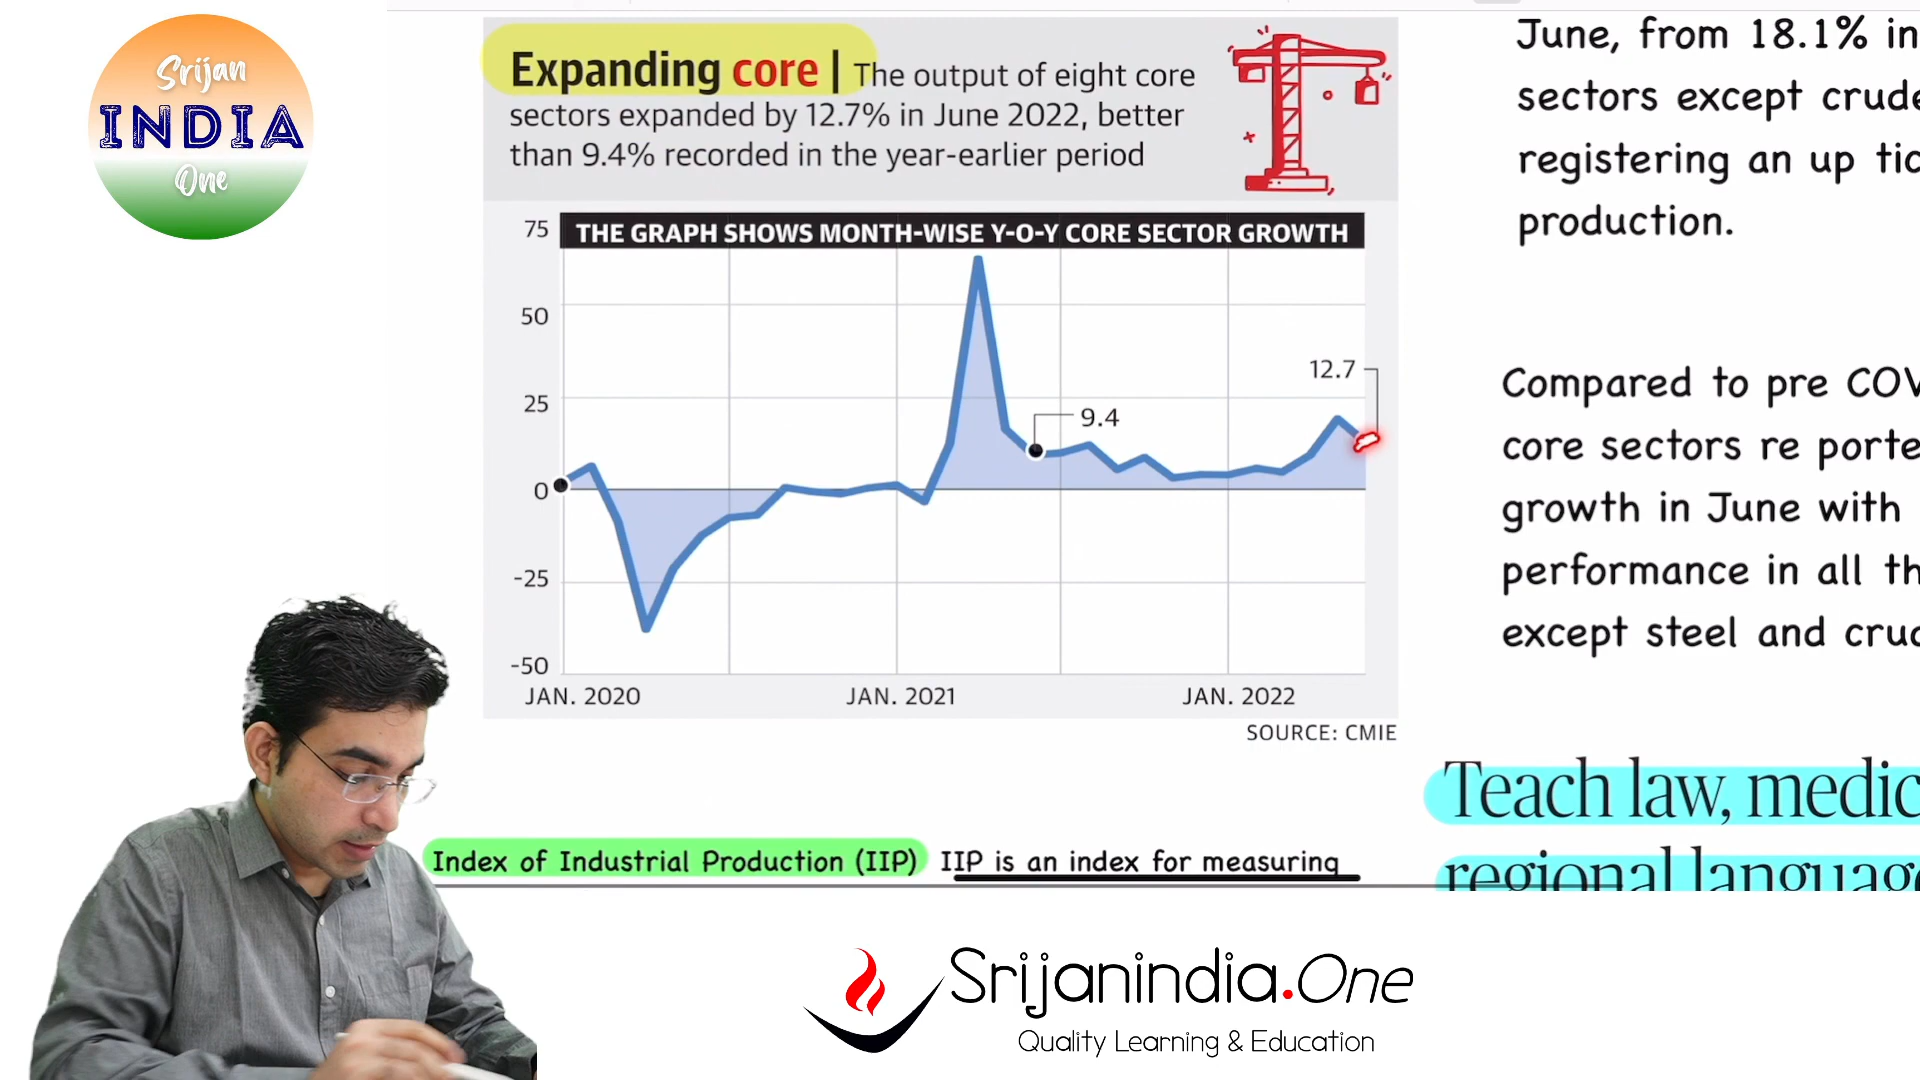 Srijan
INDIA
One
Expanding core | The output of eight core
sectors expanded by 12.7% in June 2022, better
than 9.4% recorded in the year-earlier period
THE GRAPH SHOWS MONTH-WISE Y-O-Y CORE SECTOR GROWTH
75
50
25
0
-25
-50
9.4
12.7
JAN. 2020
JAN. 2021
JAN. 2022
SOURCE: CMIE
June, from 18.1% in
sectors except
registering an up
production.
Compared to pre
core sectors re
growth in June with
performance in all
except steel and
Teach law,
regional
Index of Industrial Production (IIP) IIP is an index for measuring
Srijanindia.One
Quality Learning & Education